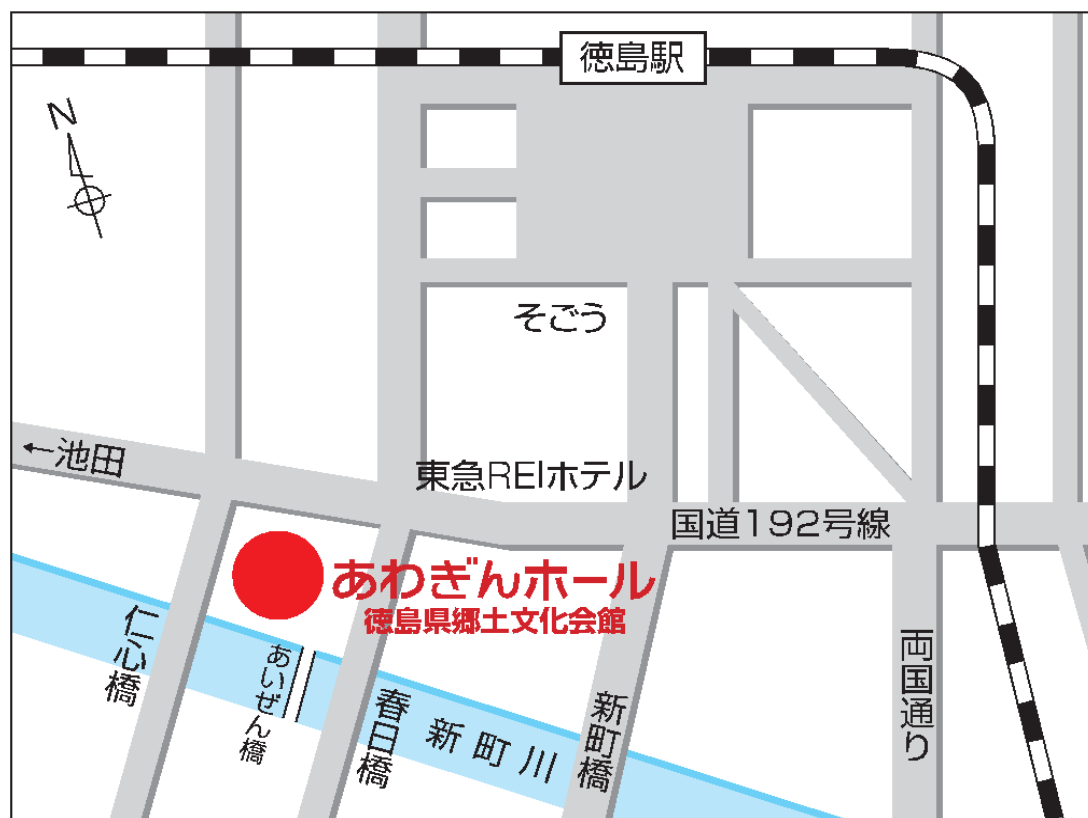 徳島駅
N
そごう
←池田
東急REIホテル
国道192号線
あわぎんホール
徳島県郷土文化会館
仁心橋
あいぜん橋
春日橋
新町川
新町橋
両国通り